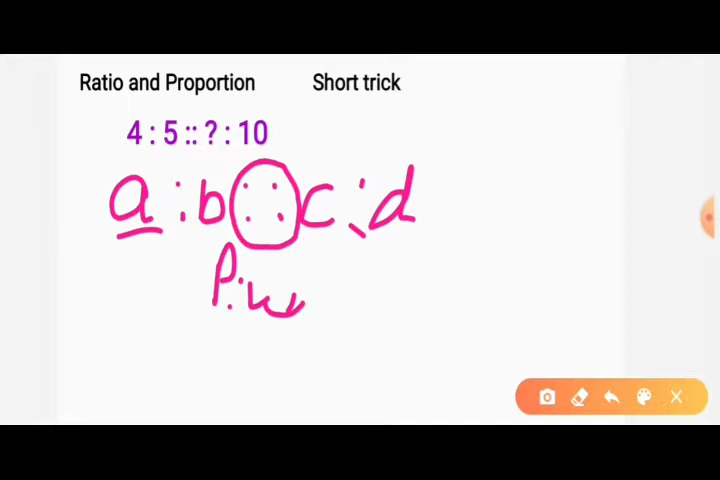 Ratio and Proportion Short trick
4 : 5 :: ? : 10
a : b :: c : d